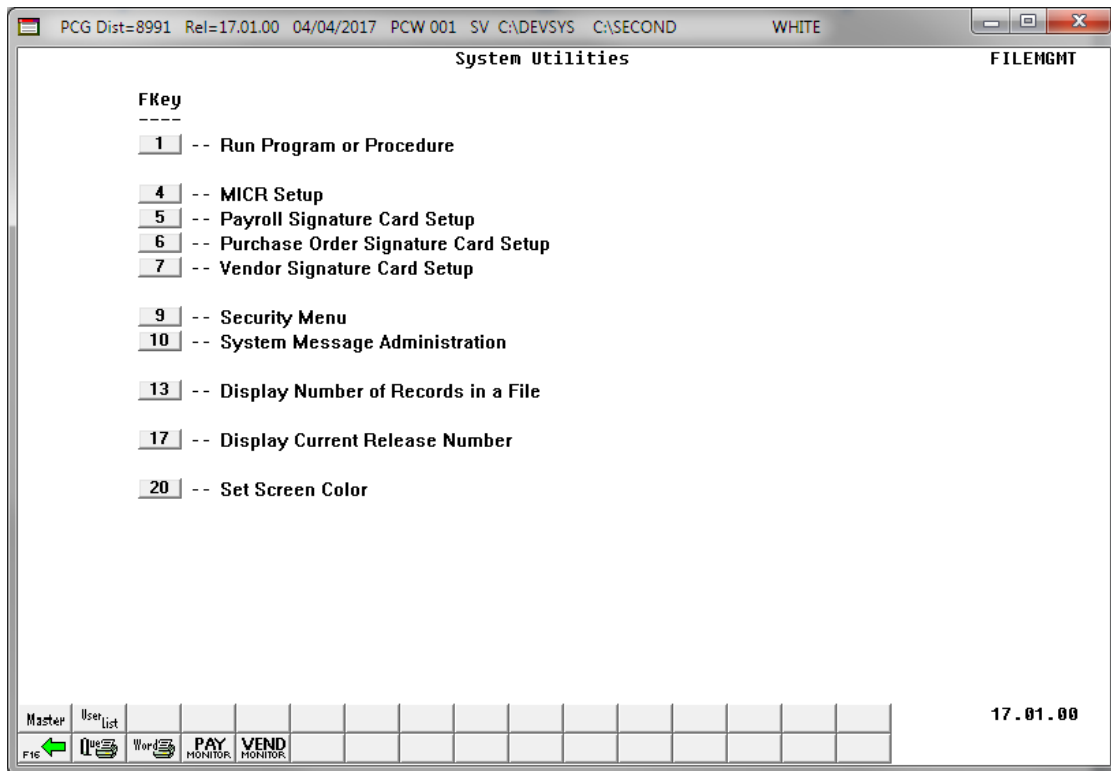 PCG Dist=8991 Rel=17.01.00 04/04/2017 PCW 001 SV C:\DEVSYS C:\SECOND WHITE
System Utilities FILEMGMT
FKey
----
1 -- Run Program or Procedure
4 -- MICR Setup
5 -- Payroll Signature Card Setup
6 -- Purchase Order Signature Card Setup
7 -- Vendor Signature Card Setup
9 -- Security Menu
10 -- System Message Administration
13 -- Display Number of Records in a File
17 -- Display Current Release Number
20 -- Set Screen Color
Master User List 17.01.00
F16 Que Word PAY MONITOR VEND MONITOR